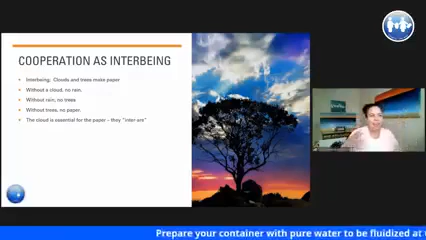 COOPERATION AS INTERBEING
Interbeing. Clouds and trees make paper
Without a cloud, no rain.
Without rain, no trees
Without trees, no paper.
The cloud is essential for the paper – they "inter-are"
Prepare your container with pure water to be fluidized at